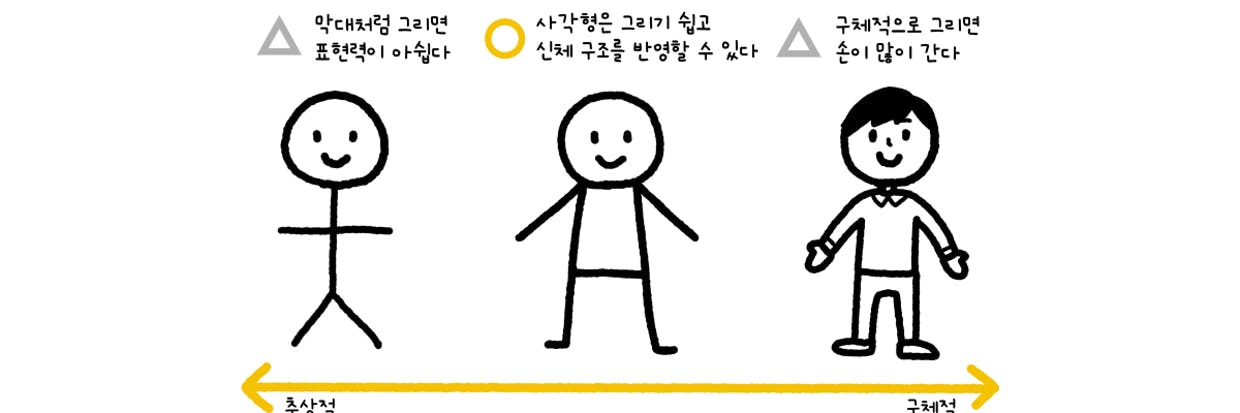 막대처럼 그리면
표현력이 아쉽다
사각형은 그리기 쉽고
신체 구조를 반영할 수 있다
구체적으로 그리면
손이 많이 간다
추상적
구체적